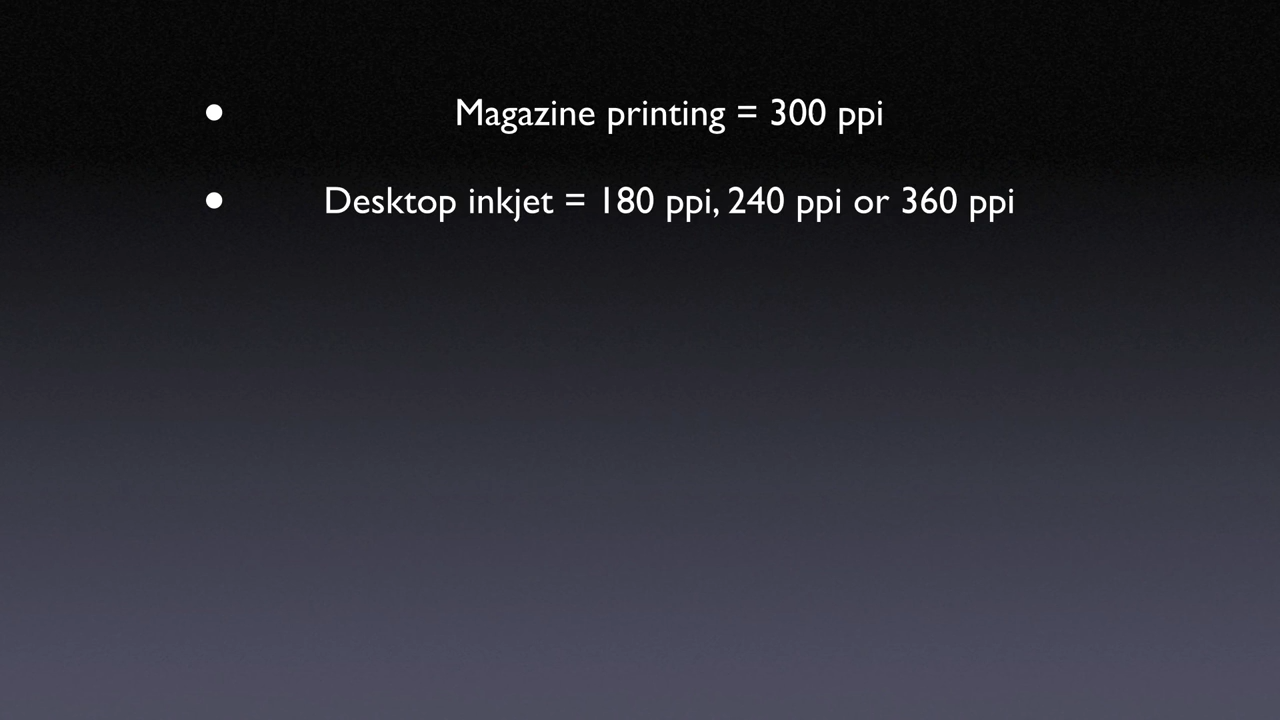 • Magazine printing = 300 ppi
• Desktop inkjet = 180 ppi, 240 ppi or 360 ppi